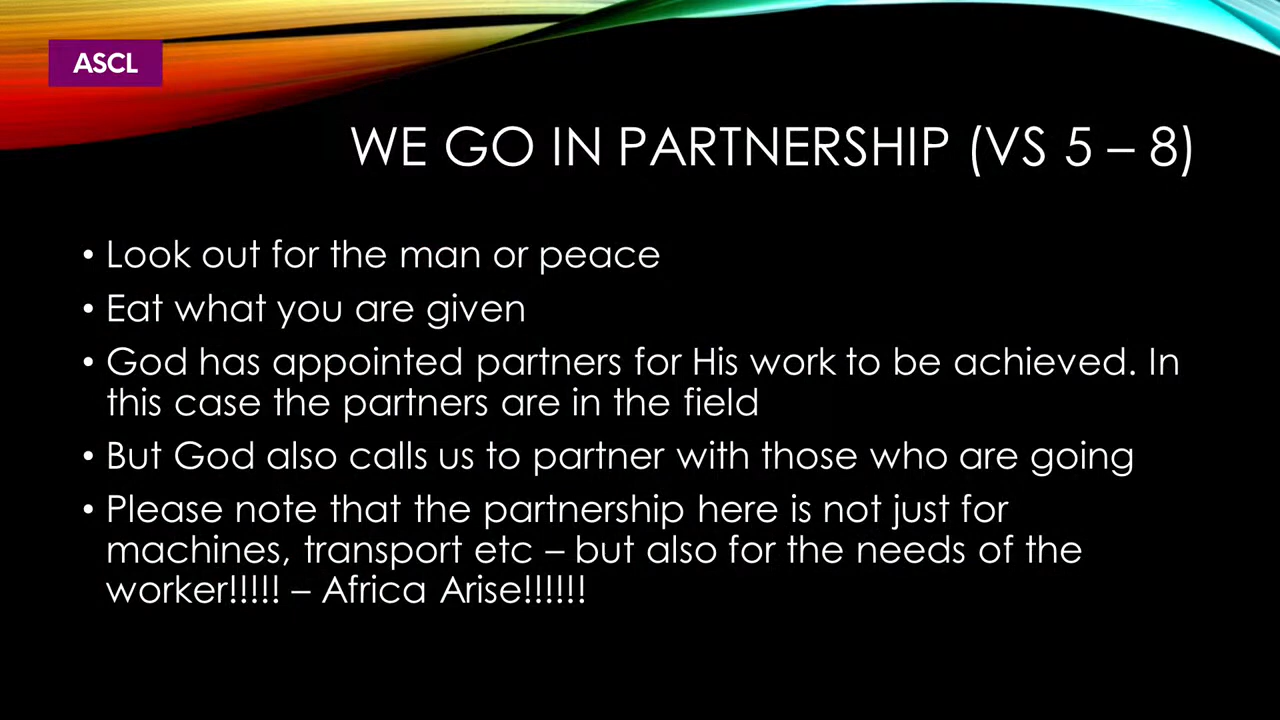 ASCL
WE GO IN PARTNERSHIP (VS 5 – 8)
• Look out for the man or peace
• Eat what you are given
• God has appointed partners for His work to be achieved. In
this case the partners are in the field
• But God also calls us to partner with those who are going
• Please note that the partnership here is not just for
machines, transport etc – but also for the needs of the
worker!!!!! – Africa Arise!!!!!!